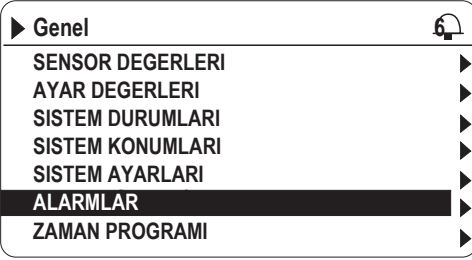 Genel 6
SENSOR DEGERLERI
AYAR DEGERLERI
SISTEM DURUMLARI
SISTEM KONUMLARI
SISTEM AYARLARI
ALARMLAR
ZAMAN PROGRAMI